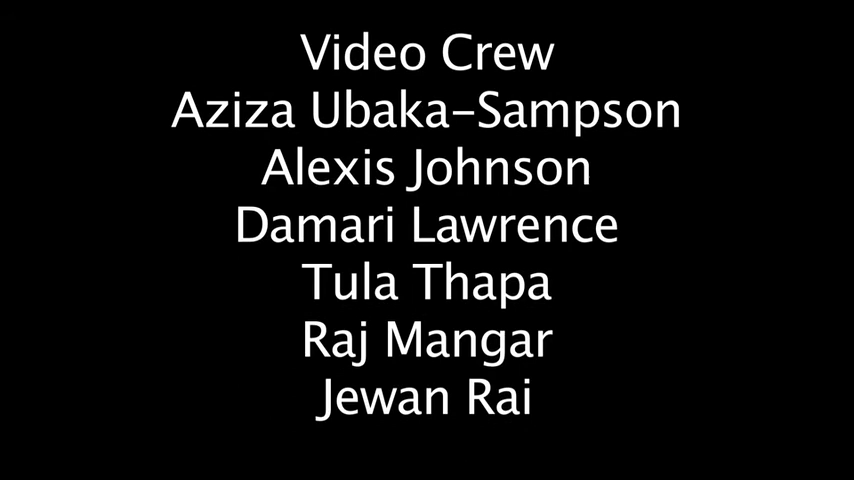 Video Crew
Aziza Ubaka-Sampson
Alexis Johnson
Damari Lawrence
Tula Thapa
Raj Mangar
Jewan Rai